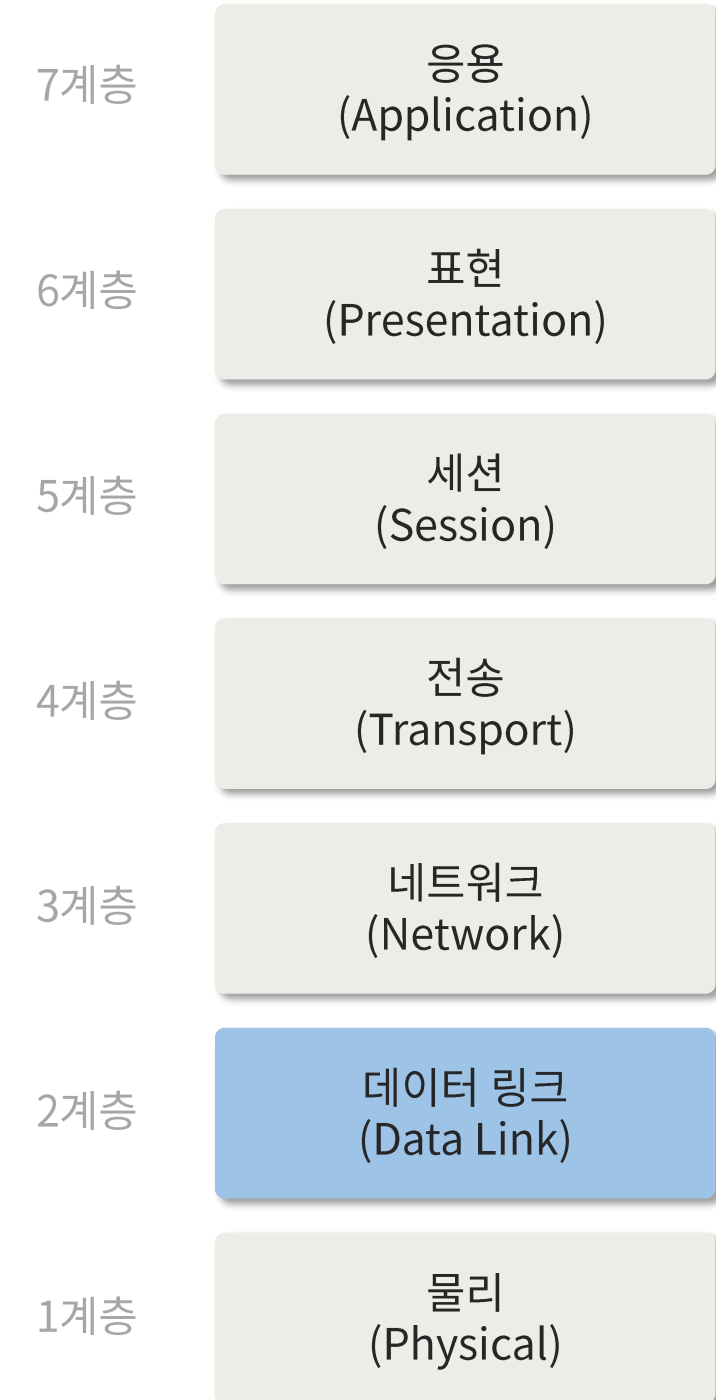 7계층
응용
(Application)
6계층
표현
(Presentation)
5계층
세션
(Session)
4계층
전송
(Transport)
3계층
네트워크
(Network)
2계층
데이터 링크
(Data Link)
1계층
물리
(Physical)